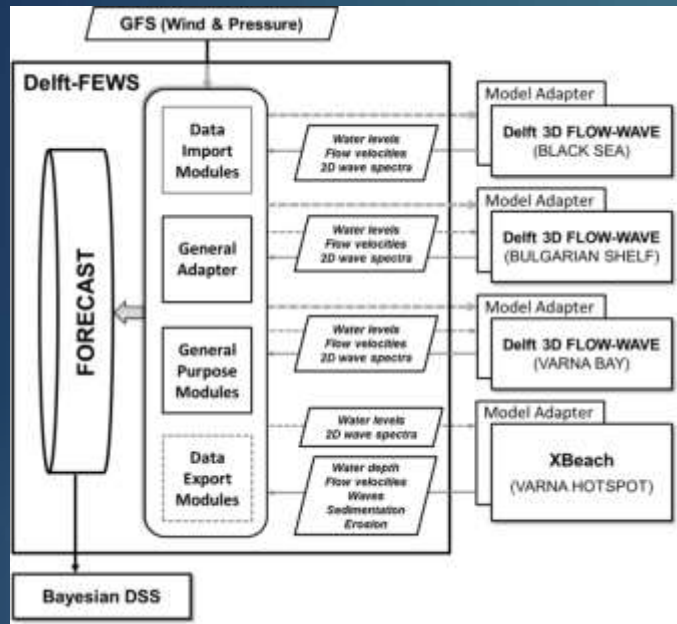 GFS (Wind & Pressure)
Delft-FEWS
Data
Import
Modules
General
Adapter
General
Purpose
Modules
Data
Export
Modules
FORECAST
Bayesian DSS
Water levels
Flow velocities
2D wave spectra
Model Adapter
Delft 3D FLOW-WAVE
(BLACK SEA)
Water levels
Flow velocities
2D wave spectra
Model Adapter
Delft 3D FLOW-WAVE
(BULGARIAN SHELF)
Water levels
Flow velocities
2D wave spectra
Model Adapter
Delft 3D FLOW-WAVE
(VARNA BAY)
Water levels
2D wave spectra
Water depth
Flow velocities
Waves
Sedimentation
Erosion
Model Adapter
XBeach
(VARNA HOTSPOT)